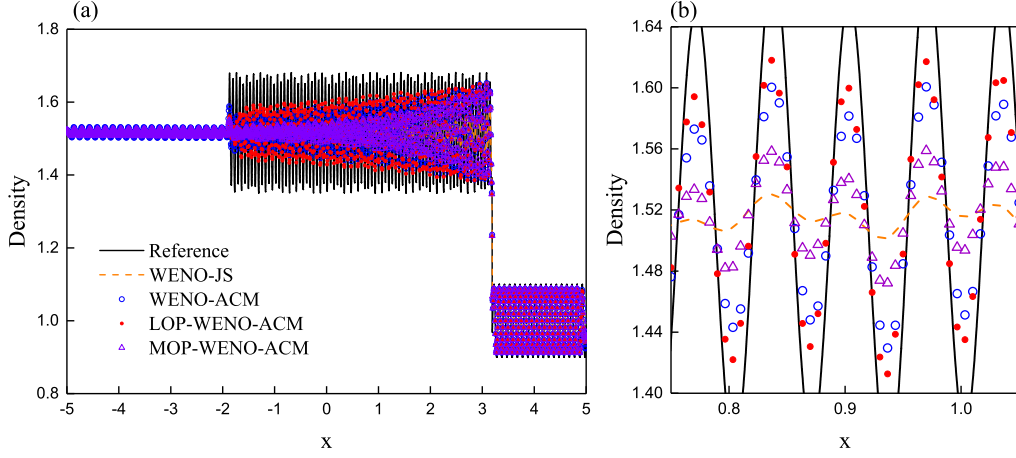 (a)
(b)
1.8
1.6
1.4
1.2
1.0
0.8
Density
Reference
WENO-JS
WENO-ACM
LOP-WENO-ACM
MOP-WENO-ACM
-5 -4 -3 -2 -1 0 1 2 3 4 5
x
1.64
1.60
1.56
1.52
1.48
1.44
1.40
Density
0.8 0.9 1.0
x